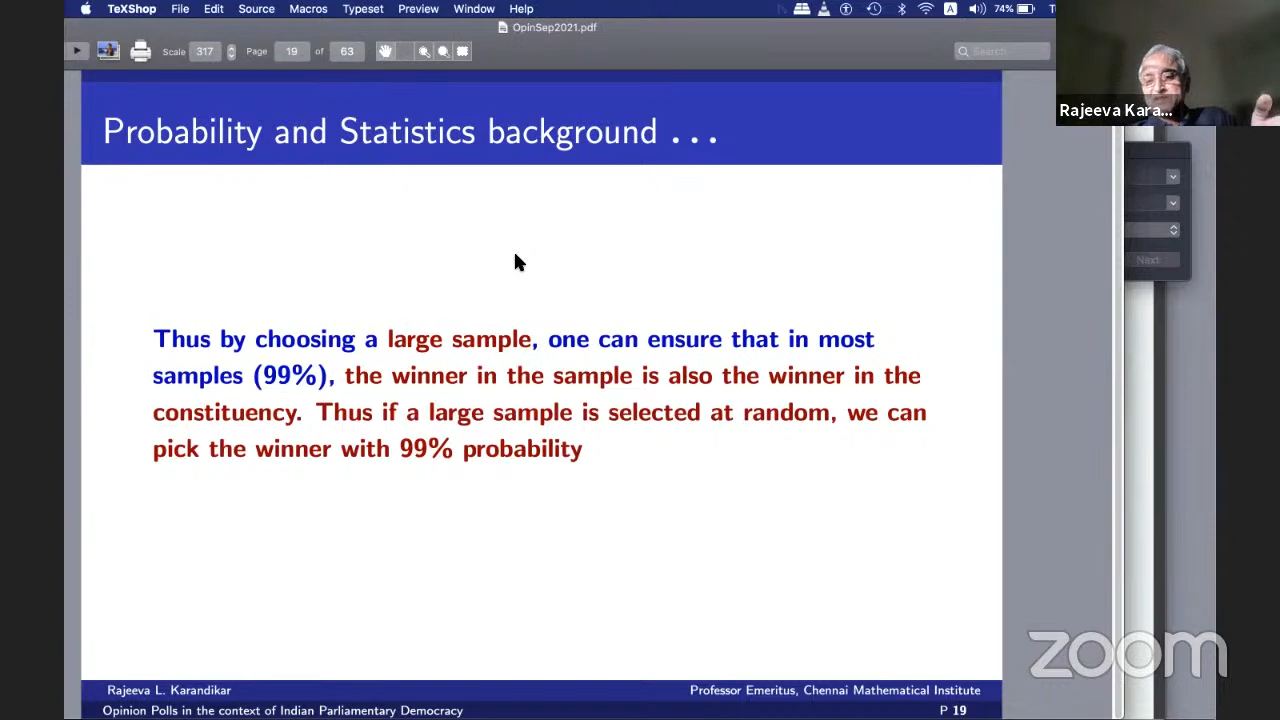 TeXShop File Edit Source Macros Typeset Preview Window Help A 74%
OpinSep2021.pdf
Scale 317 Page 19 of 63 Search
Rajeeva Kara...
Probability and Statistics background ...
Next
Thus by choosing a large sample, one can ensure that in most
samples (99%), the winner in the sample is also the winner in the
constituency. Thus if a large sample is selected at random, we can
pick the winner with 99% probability
zoom
Rajeeva L. Karandikar Professor Emeritus, Chennai Mathematical Institute
Opinion Polls in the context of Indian Parliamentary Democracy P 19